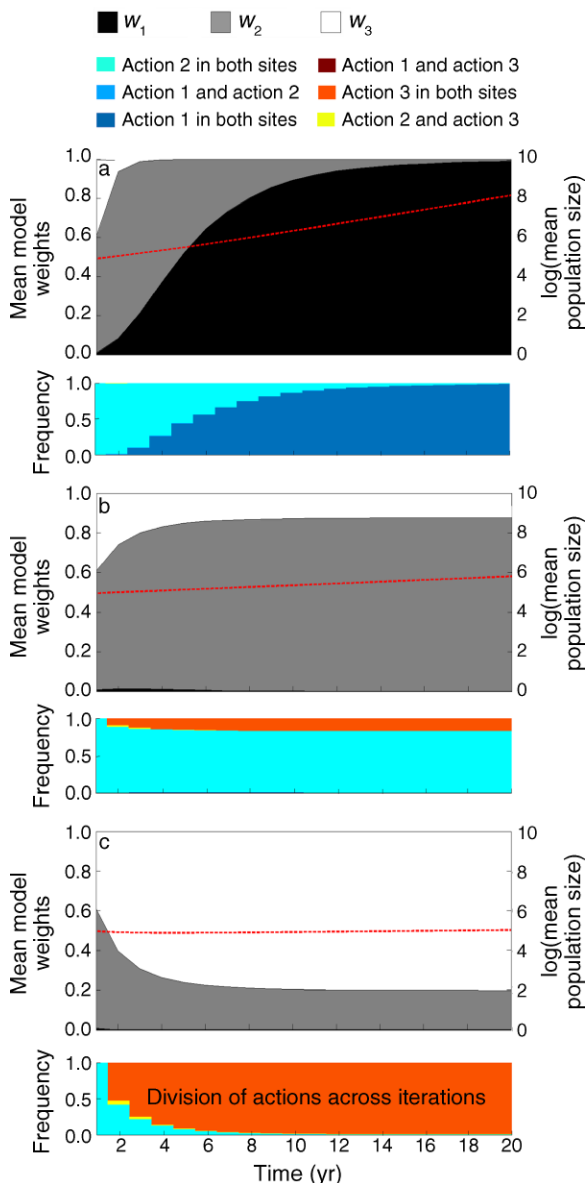 w1 w2 w3
Action 2 in both sites Action 1 and action 3
Action 1 and action 2 Action 3 in both sites
Action 1 in both sites Action 2 and action 3
a
Mean model
weights
1.0
0.8
0.6
0.4
0.2
0.0
10
8
6
4
2
0
log(mean
population size)
Frequency
1.0
0.5
0.0
b
Mean model
weights
1.0
0.8
0.6
0.4
0.2
0.0
10
8
6
4
2
0
log(mean
population size)
Frequency
1.0
0.5
0.0
c
Mean model
weights
1.0
0.8
0.6
0.4
0.2
0.0
10
8
6
4
2
0
log(mean
population size)
Frequency
1.0
0.5
0.0
Division of actions across iterations
2 4 6 8 10 12 14 16 18 20
Time (yr)